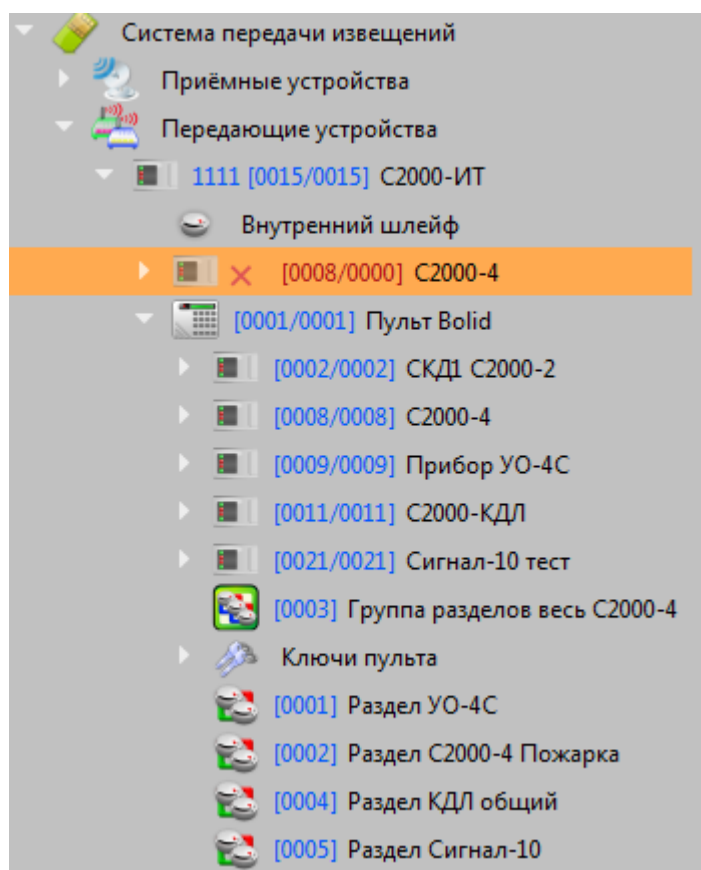 Система передачи извещений
Приёмные устройства
Передающие устройства
1111 [0015/0015] С2000-ИТ
Внутренний шлейф
[0008/0000] С2000-4
[0001/0001] Пульт Bolid
[0002/0002] СКД1 С2000-2
[0008/0008] С2000-4
[0009/0009] Прибор УО-4С
[0011/0011] С2000-КДЛ
[0021/0021] Сигнал-10 тест
[0003] Группа разделов весь С2000-4
Ключи пульта
[0001] Раздел УО-4С
[0002] Раздел С2000-4 Пожарка
[0004] Раздел КДЛ общий
[0005] Раздел Сигнал-10